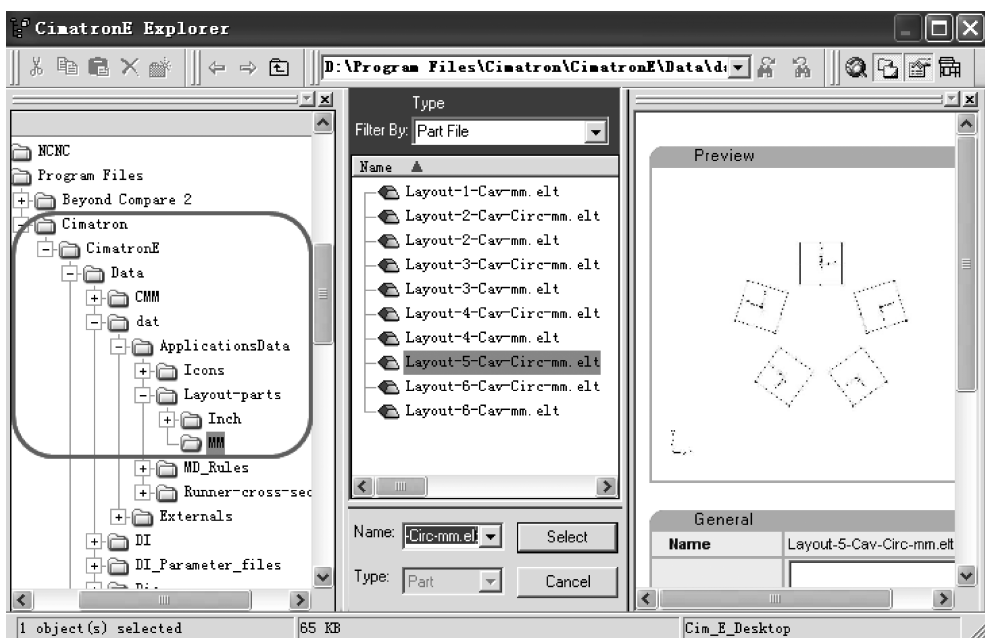 CimatronE Explorer
D:\Program Files\Cimatron\CimatronE\Data\d
NCNC
Program Files
Beyond Compare 2
Cimatron
CimatronE
Data
CMM
dat
ApplicationsData
Icons
Layout-parts
Inch
MM
MD_Rules
Runner-cross-sec
Externals
DI
DI_Parameter_files
Type
Filter By: Part File
Name
Layout-1-Cav-mm.elt
Layout-2-Cav-Circ-mm.elt
Layout-2-Cav-mm.elt
Layout-3-Cav-Circ-mm.elt
Layout-3-Cav-mm.elt
Layout-4-Cav-Circ-mm.elt
Layout-4-Cav-mm.elt
Layout-5-Cav-Circ-mm.elt
Layout-6-Cav-Circ-mm.elt
Layout-6-Cav-mm.elt
Name: -Circ-mm.el Select
Type: Part Cancel
Preview
General
Name Layout-5-Cav-Circ-mm.elt
1 object(s) selected 65 KB Cim_E_Desktop